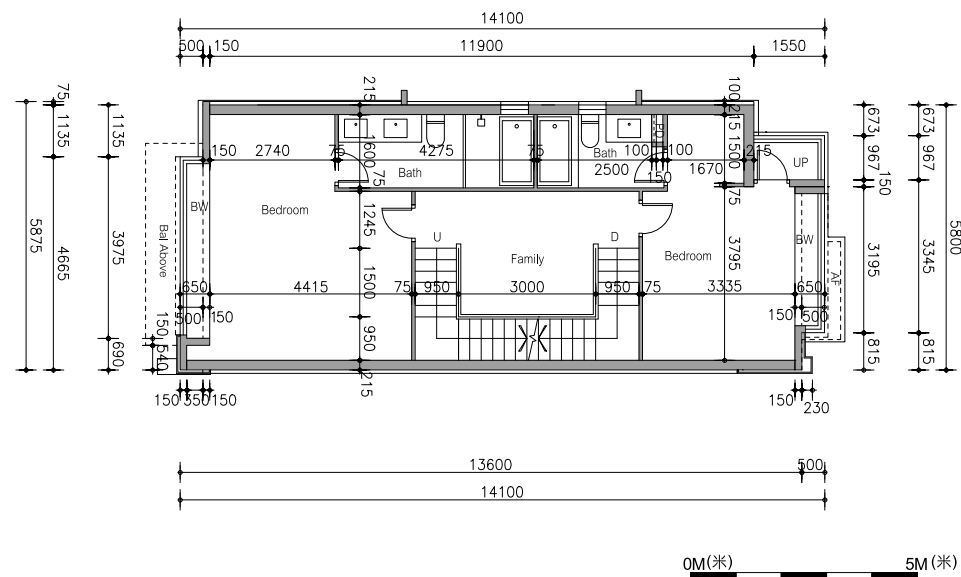 14100
500 150 11900 1550
75 1135 1135 215 100 215 673 967 673 967
150 2740 75 1600 4275 75 Bath 100 PD 100 1500 215 UP
Bath 75 2500 150 1670 75 150
BW Bedroom 1245 U D Bedroom 3795 BW
5875 4665 3975 Bal Above Family 3195 3345 5800
AF
650 4415 1500 75 950 3000 950 75 3335 650
500 150 150 500
150 540 690 950 815 815
150 350 150 215 150 230
13600 500
14100
0M(米) 5M(米)